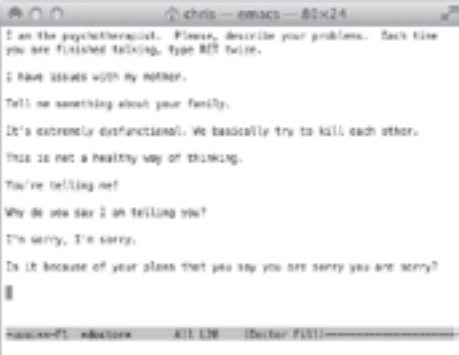 chris — emacs — 80×24
I am the psychotherapist. Please, describe your problems. Each time
you are finished talking, type RET twice.
I have issues with my mother.
Tell me something about your family.
It's extremely dysfunctional. We basically try to kill each other.
This is not a healthy way of thinking.
You're telling me!
Why do you say I am telling you?
I'm sorry, I'm sorry.
Is it because of your plans that you say you are sorry you are sorry?
*doctor* All L20 (Doctor Fill)